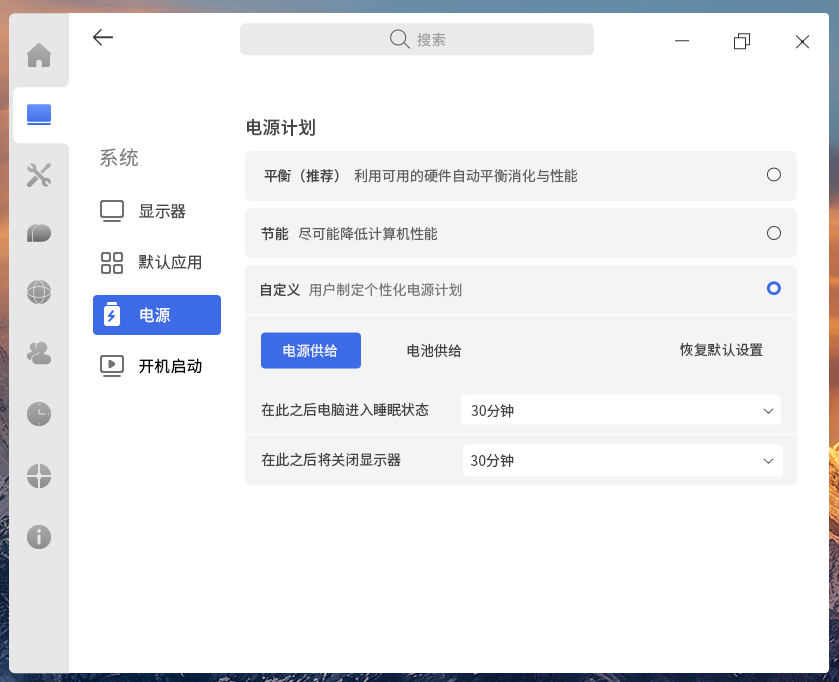 搜索
系统
显示器
默认应用
电源
开机启动
电源计划
平衡（推荐） 利用可用的硬件自动平衡消化与性能
节能 尽可能降低计算机性能
自定义 用户制定个性化电源计划
电源供给 电池供给 恢复默认设置
在此之后电脑进入睡眠状态 30分钟
在此之后将关闭显示器 30分钟